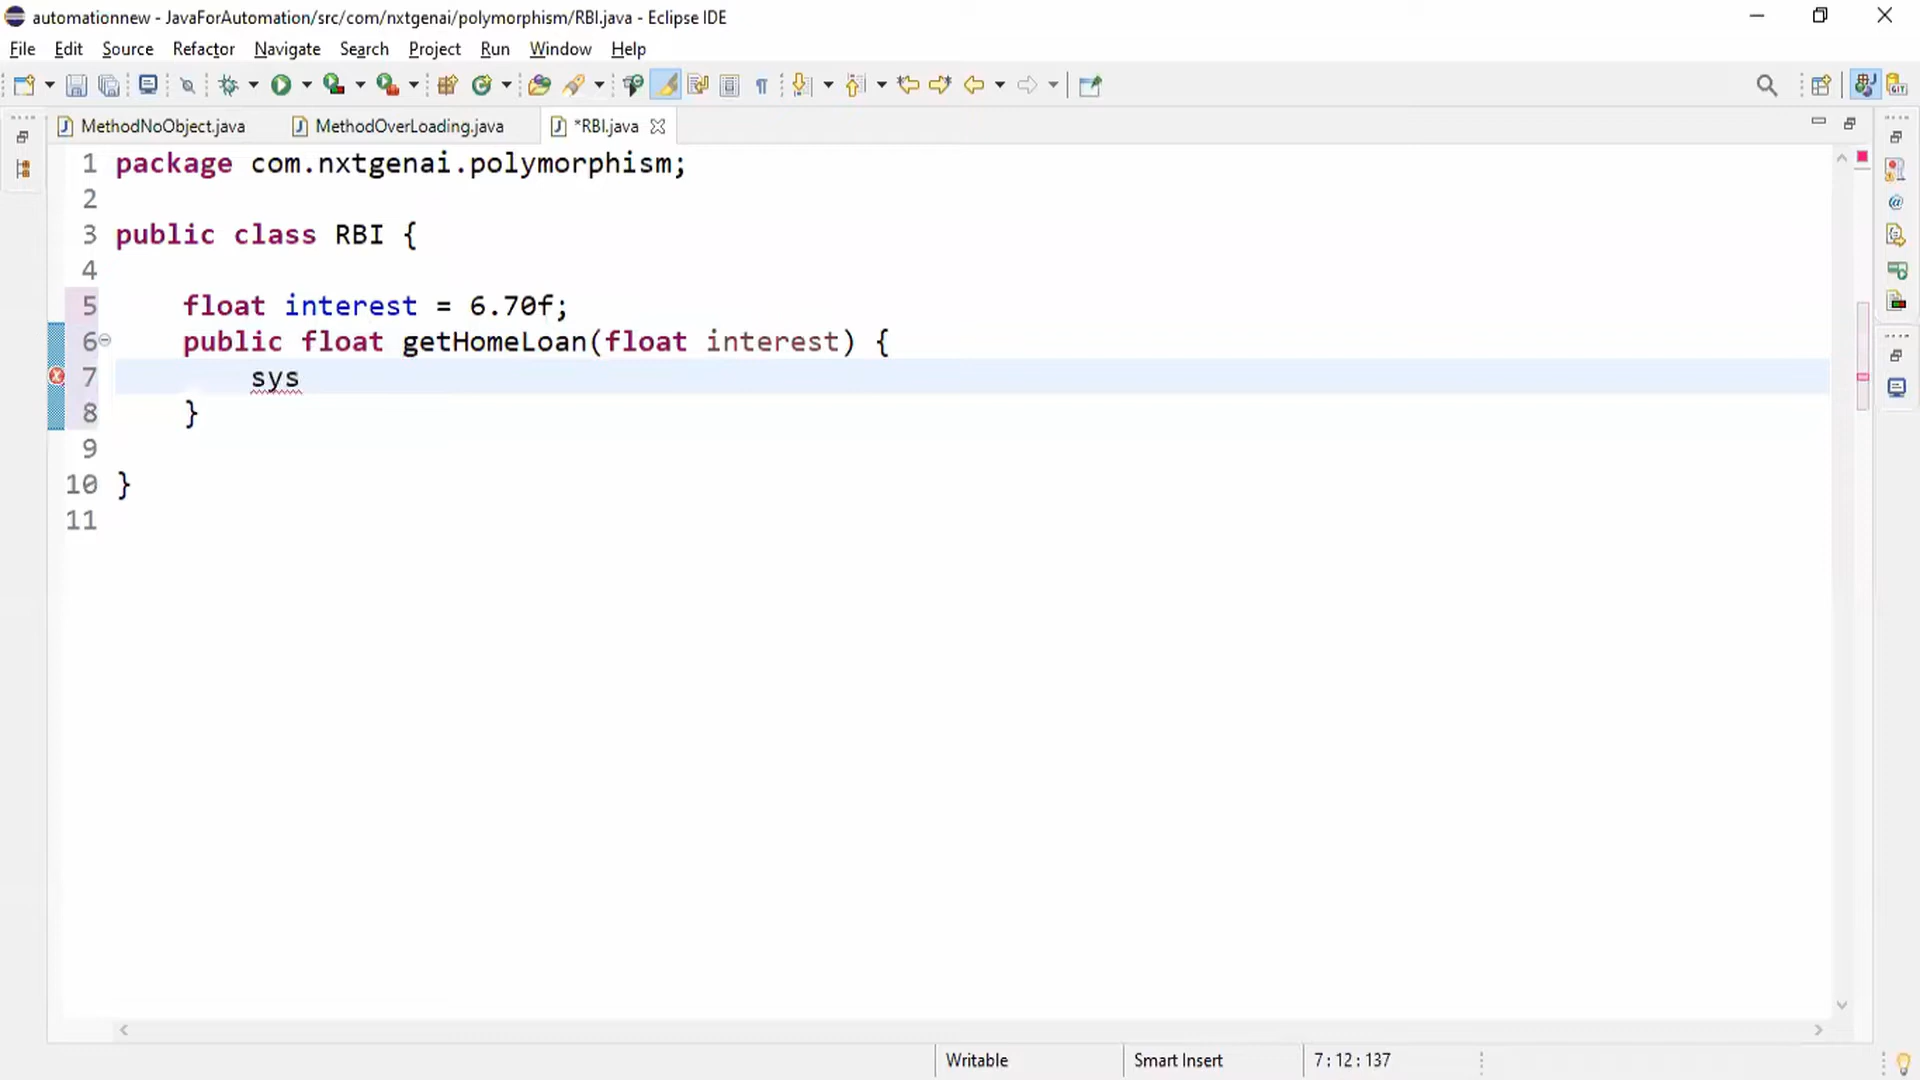 automationnew - JavaForAutomation/src/com/nxtgenai/polymorphism/RBI.java - Eclipse IDE
File Edit Source Refactor Navigate Search Project Run Window Help
MethodNoObject.java MethodOverLoading.java *RBI.java
1 package com.nxtgenai.polymorphism;
2
3 public class RBI {
4
5 float interest = 6.70f;
6 public float getHomeLoan(float interest) {
7 sys
8 }
9
10 }
11
Writable Smart Insert 7 : 12 : 137